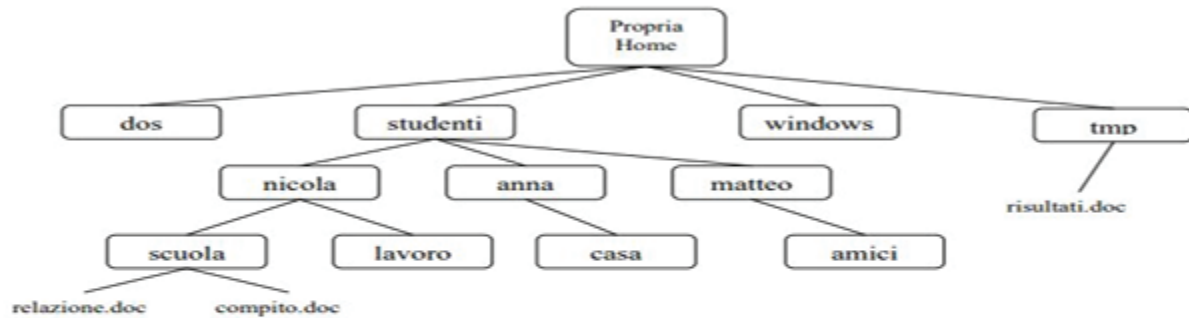 Propria
Home
dos
studenti
windows
tmp
nicola
anna
matteo
risultati.doc
scuola
lavoro
casa
amici
relazione.doc
compito.doc